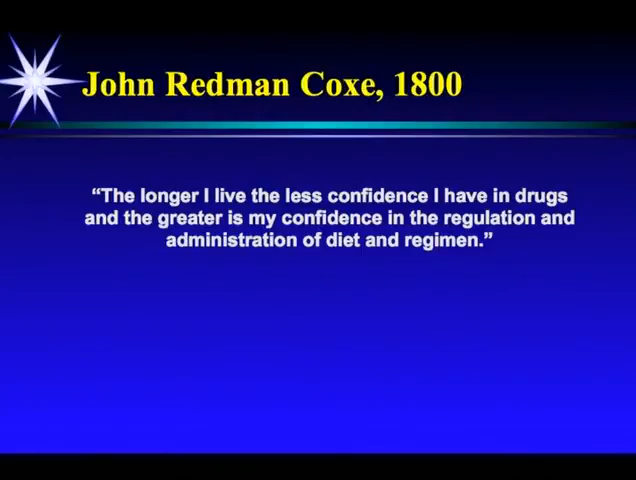 John Redman Coxe, 1800
“The longer I live the less confidence I have in drugs
and the greater is my confidence in the regulation and
administration of diet and regimen.”